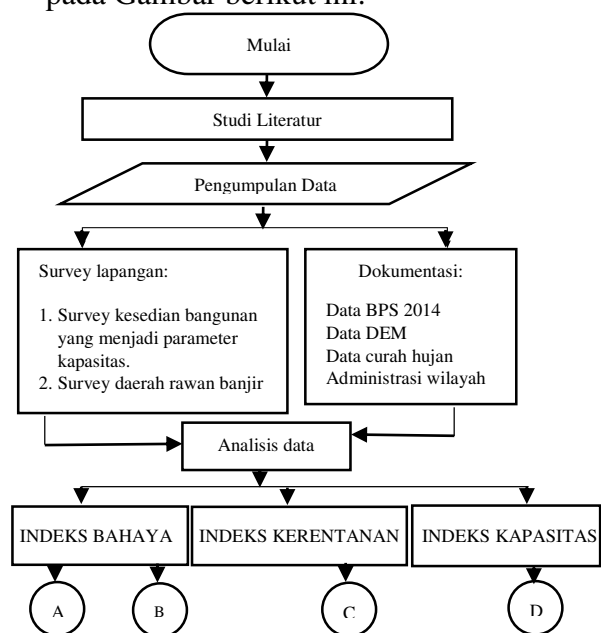 pada Gambar berikut ini:
Mulai
Studi Literatur
Pengumpulan Data
Survey lapangan:
1. Survey kesedian bangunan
yang menjadi parameter
kapasitas.
2. Survey daerah rawan banjir
Dokumentasi:
Data BPS 2014
Data DEM
Data curah hujan
Administrasi wilayah
Analisis data
INDEKS BAHAYA
INDEKS KERENTANAN
INDEKS KAPASITAS
A
B
C
D